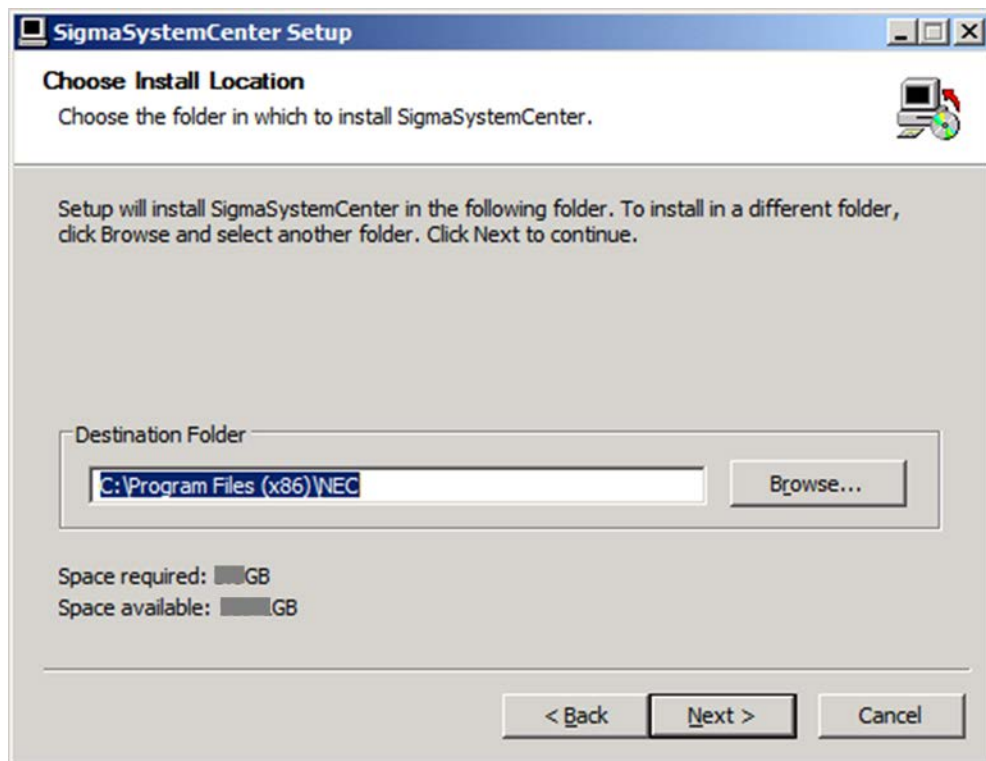 SigmaSystemCenter Setup
Choose Install Location
Choose the folder in which to install SigmaSystemCenter.
Setup will install SigmaSystemCenter in the following folder. To install in a different folder,
click Browse and select another folder. Click Next to continue.
Destination Folder
C:\Program Files (x86)\NEC
Browse...
Space required: GB
Space available: GB
< Back
Next >
Cancel